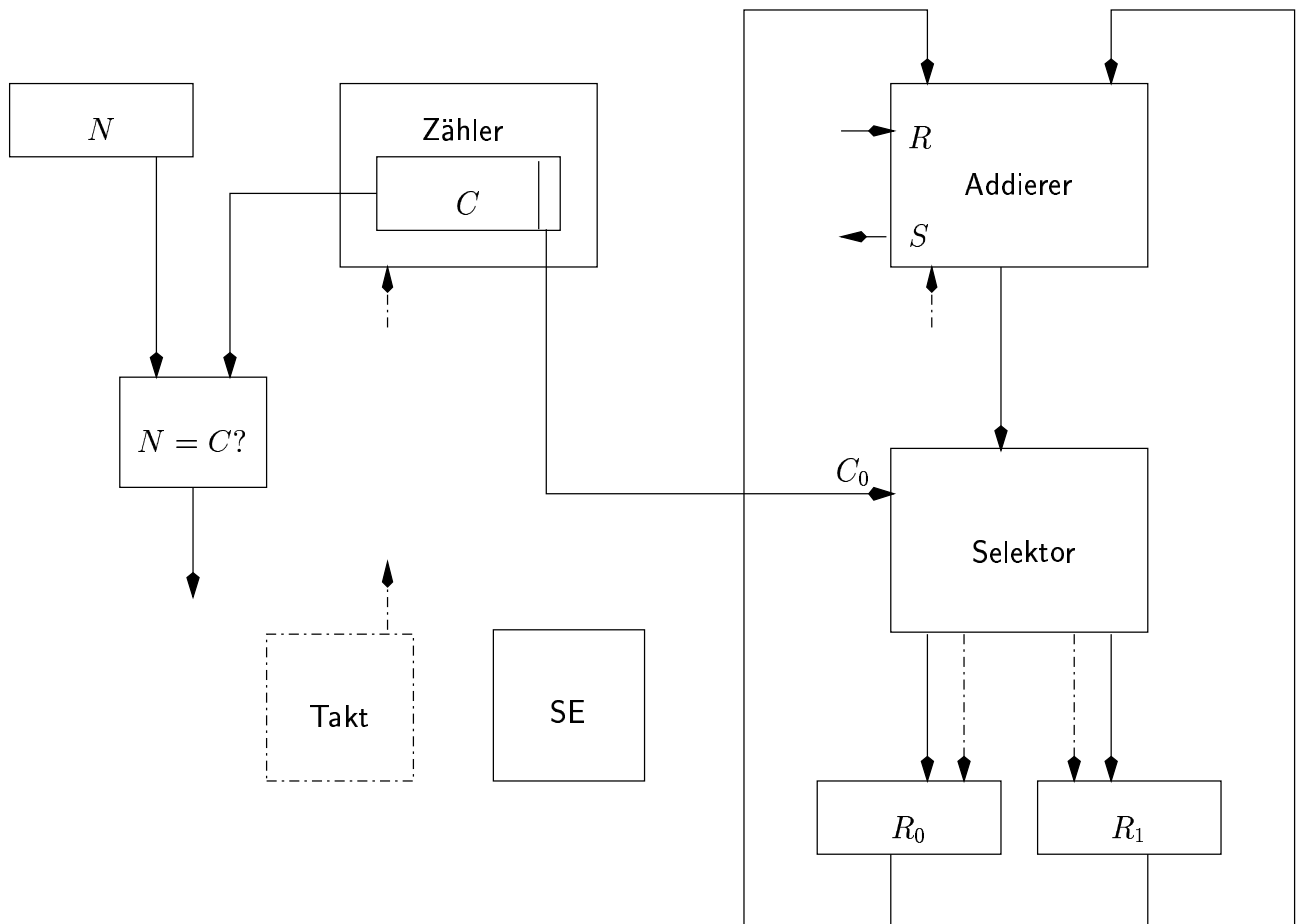 N
Zähler
C
R
Addierer
S
N = C?
C₀
Selektor
Takt
SE
R₀
R₁